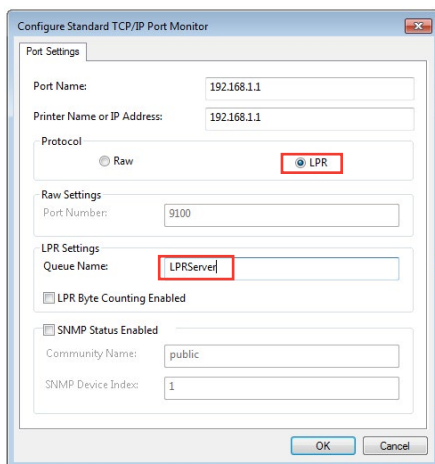 Configure Standard TCP/IP Port Monitor
Port Settings
Port Name: 192.168.1.1
Printer Name or IP Address: 192.168.1.1
Protocol
Raw LPR
Raw Settings
Port Number: 9100
LPR Settings
Queue Name: LPRServer
LPR Byte Counting Enabled
SNMP Status Enabled
Community Name: public
SNMP Device Index: 1
OK Cancel